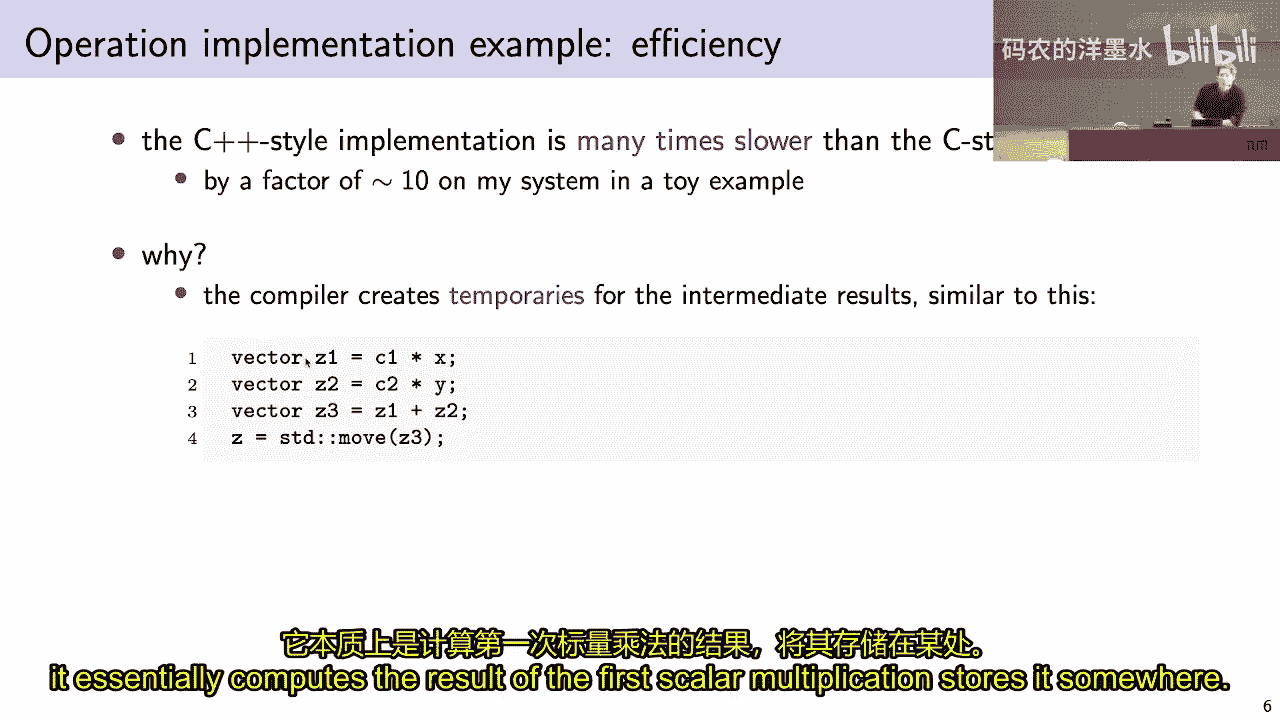 Operation implementation example: efficiency
码农的洋墨水 bilibili
• the C++-style implementation is many times slower than the C-st
• by a factor of ∼ 10 on my system in a toy example
• why?
• the compiler creates temporaries for the intermediate results, similar to this:
1 vector z1 = c1 * x;
2 vector z2 = c2 * y;
3 vector z3 = z1 + z2;
4 z = std::move(z3);
它本质上是计算第一次标量乘法的结果，将其存储在某处。
it essentially computes the result of the first scalar multiplication stores it somewhere.
6